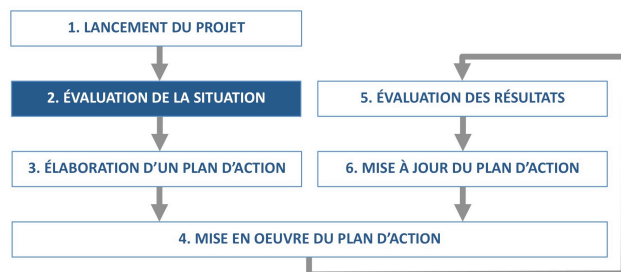 1. LANCEMENT DU PROJET
2. ÉVALUATION DE LA SITUATION
3. ÉLABORATION D'UN PLAN D'ACTION
4. MISE EN OEUVRE DU PLAN D'ACTION
5. ÉVALUATION DES RÉSULTATS
6. MISE À JOUR DU PLAN D'ACTION